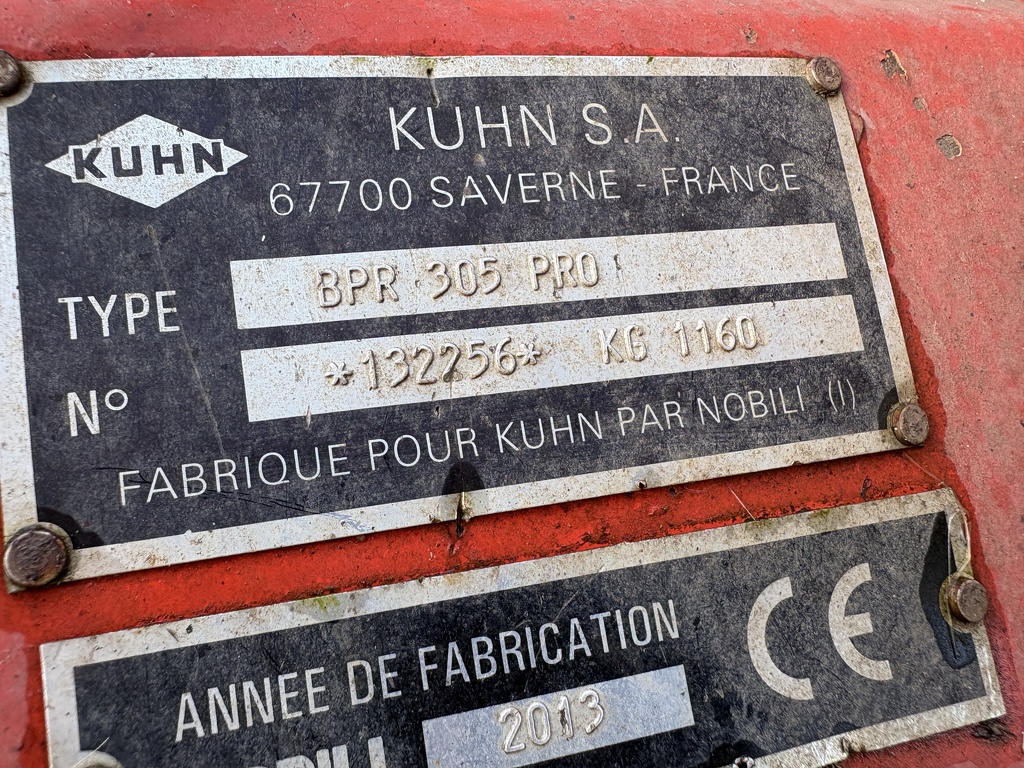 KUHN
KUHN S.A.
67700 SAVERNE - FRANCE
TYPE BPR 305 PRO
N° *132256* KG 1160
FABRIQUE POUR KUHN PAR NOBILI (I)
ANNEE DE FABRICATION
2013
CE